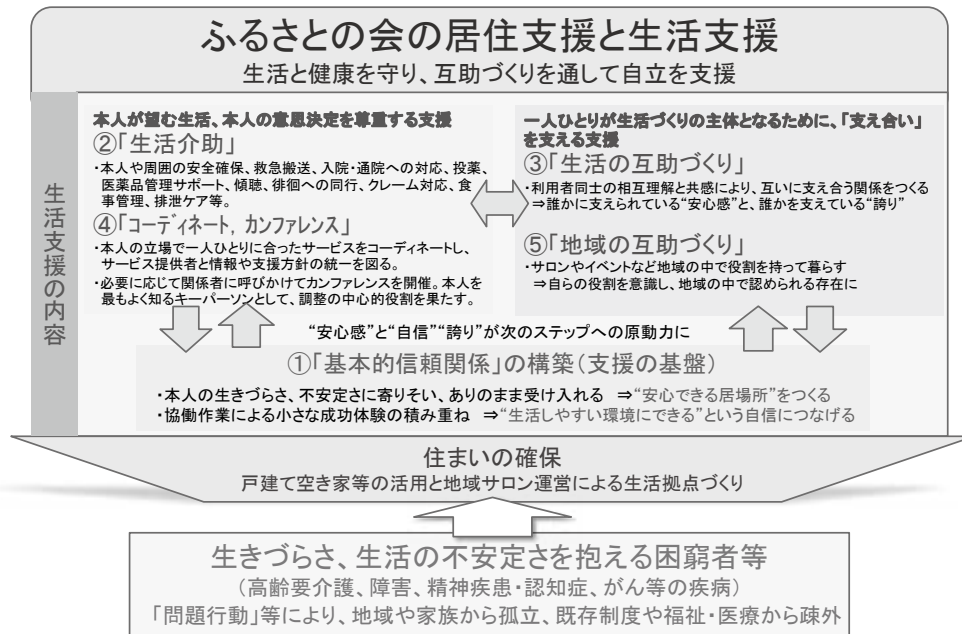 ふるさとの会の居住支援と生活支援
生活と健康を守り、互助づくりを通して自立を支援
生活支援の内容
本人が望む生活、本人の意思決定を尊重する支援
②「生活介助」
・本人や周囲の安全確保、救急搬送、入院・通院への対応、投薬、
医薬品管理サポート、傾聴、徘徊への同行、クレーム対応、食
事管理、排泄ケア等。
④「コーディネート, カンファレンス」
・本人の立場で一人ひとりに合ったサービスをコーディネートし、
サービス提供者と情報や支援方針の統一を図る。
・必要に応じて関係者に呼びかけてカンファレンスを開催。本人を
最もよく知るキーパーソンとして、調整の中心的役割を果たす。
一人ひとりが生活づくりの主体となるために、「支え合い」
を支える支援
③「生活の互助づくり」
・利用者同士の相互理解と共感により、互いに支え合う関係をつくる
⇒誰かに支えられている“安心感”と、誰かを支えている“誇り”
⑤「地域の互助づくり」
・サロンやイベントなど地域の中で役割を持って暮らす
⇒自らの役割を意識し、地域の中で認められる存在に
“安心感”と“自信”“誇り”が次のステップへの原動力に
①「基本的信頼関係」の構築（支援の基盤）
・本人の生きづらさ、不安定さに寄りそい、ありのまま受け入れる ⇒“安心できる居場所”をつくる
・協働作業による小さな成功体験の積み重ね ⇒“生活しやすい環境にできる”という自信につなげる
住まいの確保
戸建て空き家等の活用と地域サロン運営による生活拠点づくり
生きづらさ、生活の不安定さを抱える困窮者等
（高齢要介護、障害、精神疾患・認知症、がん等の疾病）
「問題行動」等により、地域や家族から孤立、既存制度や福祉・医療から疎外